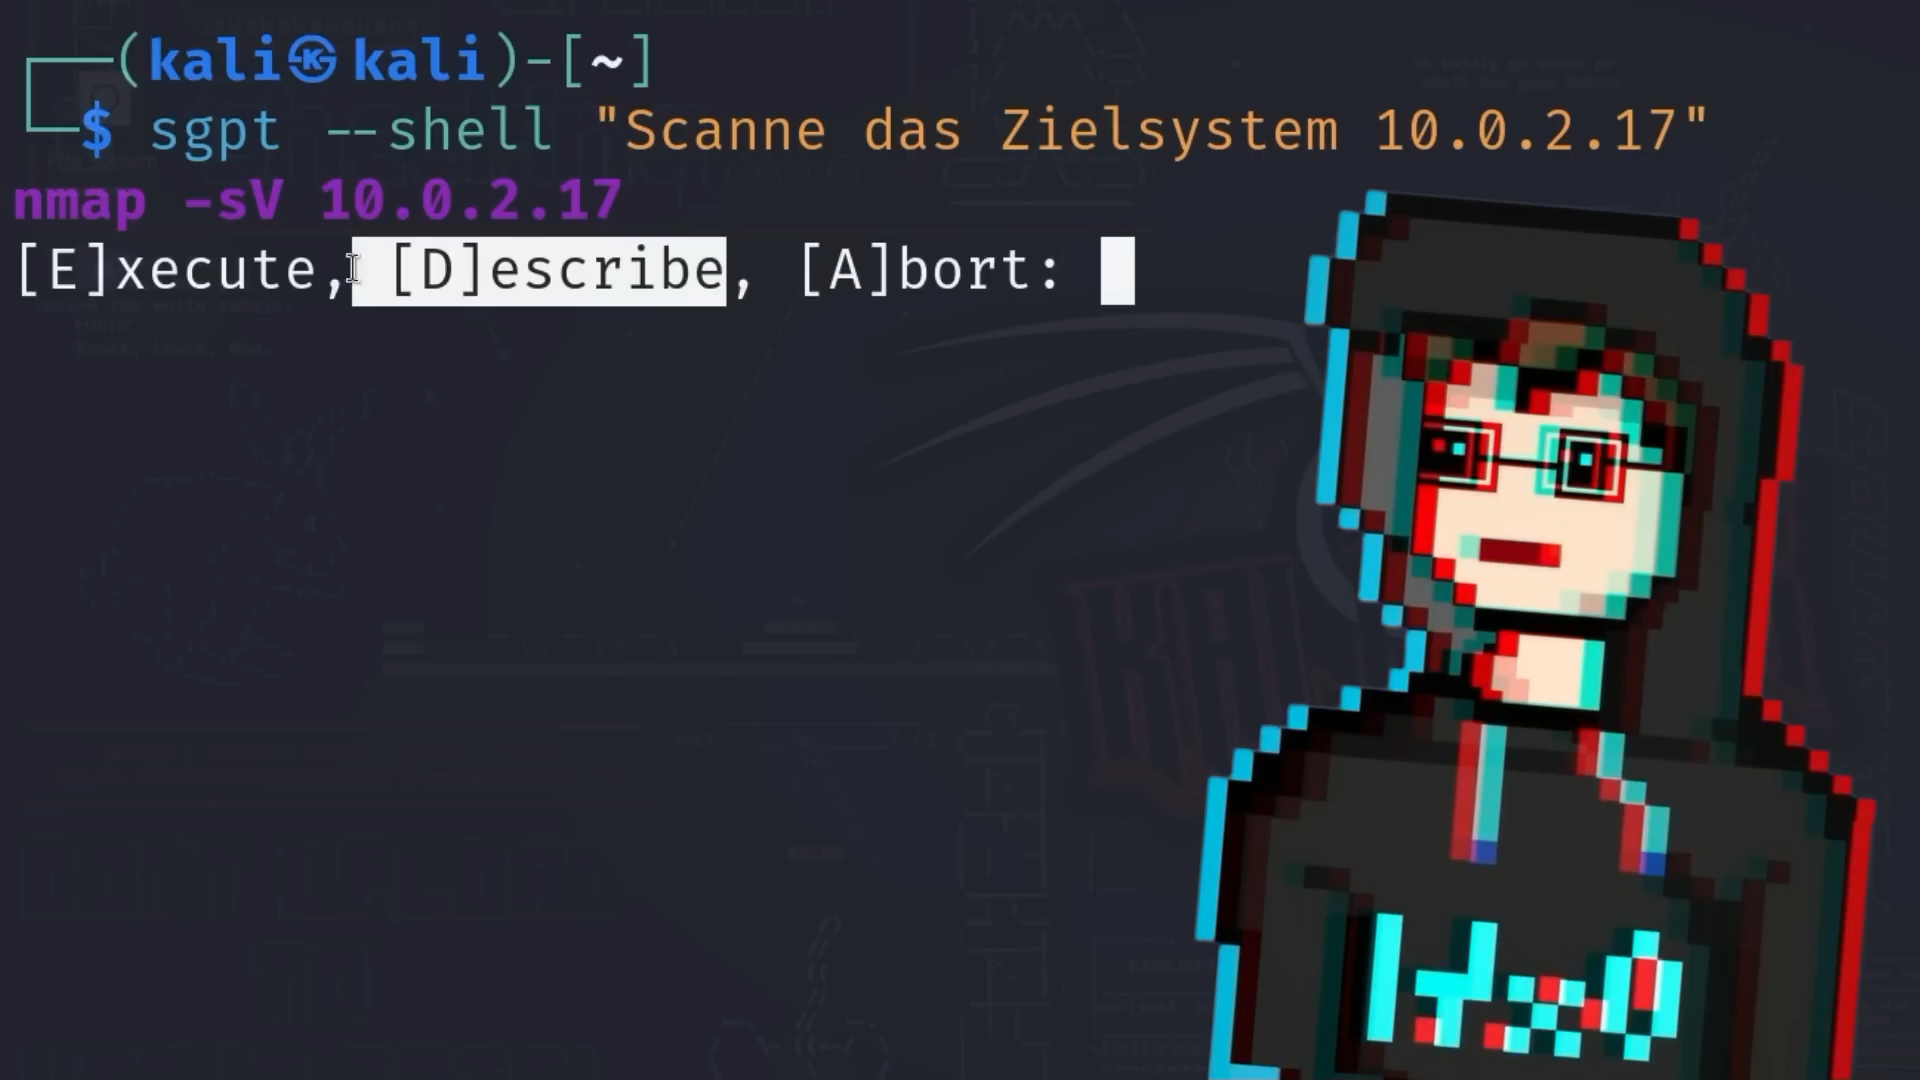 (kali㉿kali)-[~]
$ sgpt --shell "Scanne das Zielsystem 10.0.2.17"
nmap -sV 10.0.2.17
[E]xecute, [D]escribe, [A]bort:
Home